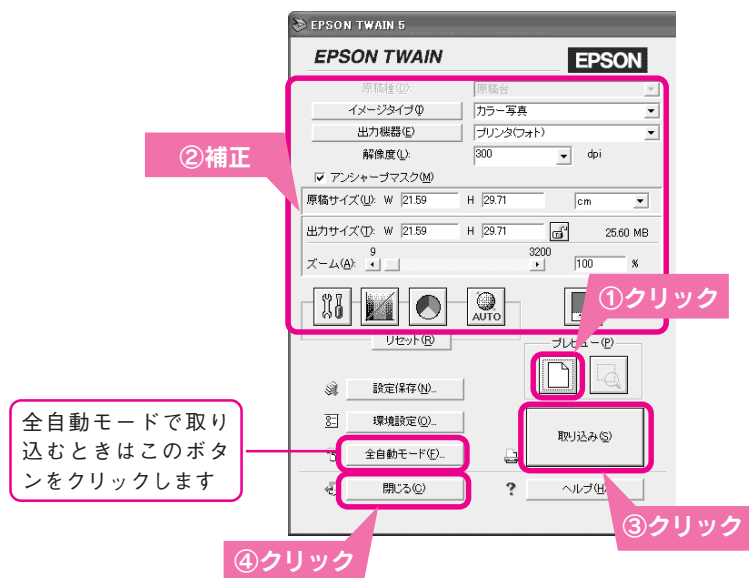 EPSON TWAIN 5
EPSON TWAIN
EPSON
原稿種(D):
原稿台
イメージタイプ(I)
カラー写真
出力機器(E)
プリンタ(フォト)
解像度(L):
300
dpi
アンシャープマスク(M)
原稿サイズ(U): W 21.59 H 29.71 cm
出力サイズ(T): W 21.59 H 29.71 25.60 MB
9
3200
ズーム(A): 100 %
AUTO
リセット(R)
②補正
①クリック
プレビュー(P)
設定保存(N)...
環境設定(O)...
取り込み(S)
全自動モード(F)...
閉じる(C)
? ヘルプ(H)
全自動モードで取り
込むときはこのボタ
ンをクリックします
③クリック
④クリック